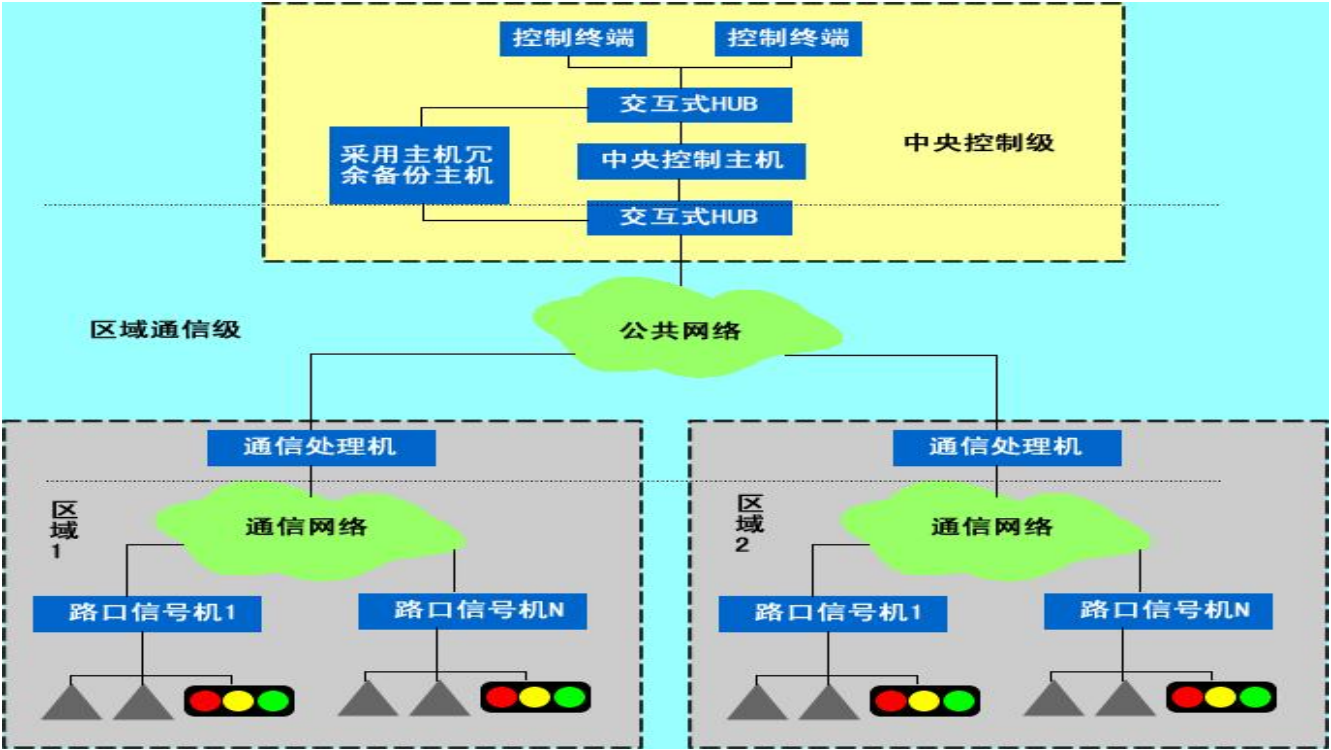 控制终端
控制终端
交互式HUB
中央控制级
采用主机冗
余备份主机
中央控制主机
交互式HUB
区域通信级
公共网络
通信处理机
通信处理机
区
域
1
通信网络
区
域
2
通信网络
路口信号机1
路口信号机N
路口信号机1
路口信号机N